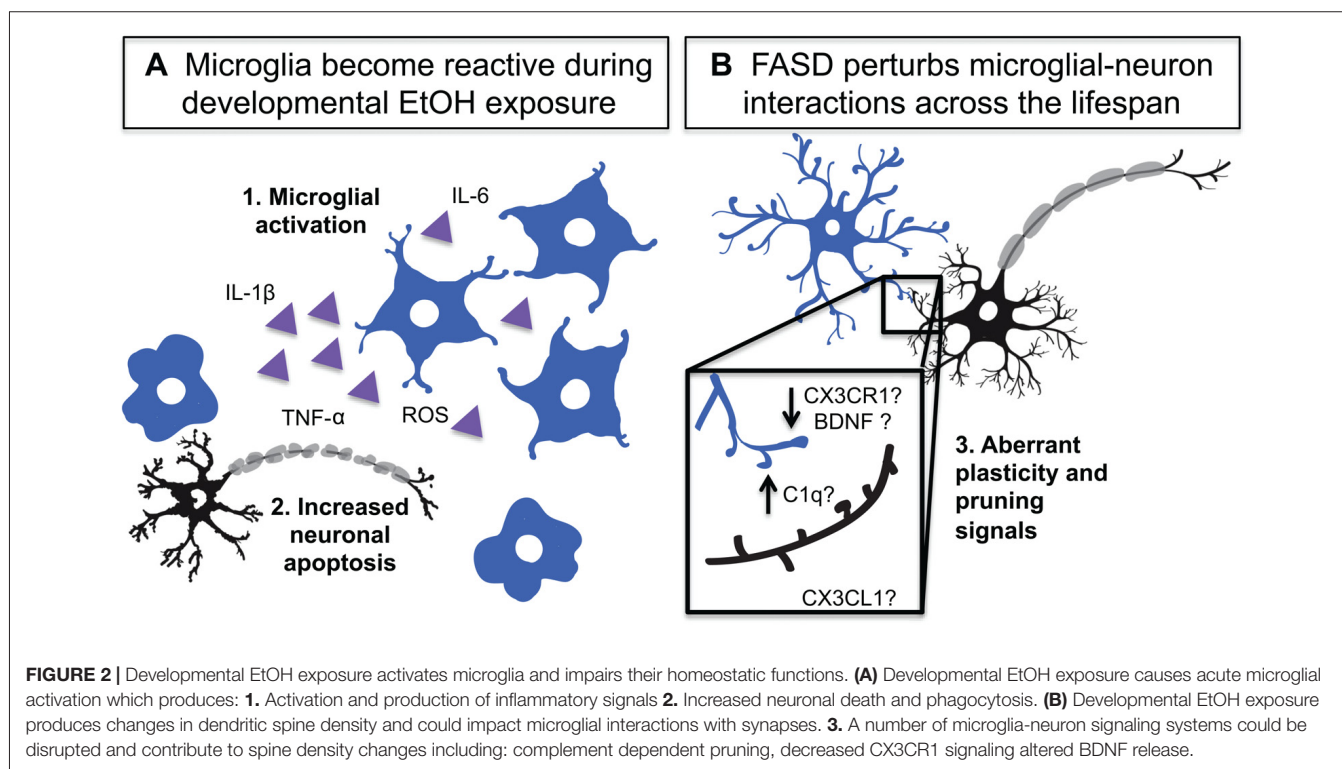 A Microglia become reactive during
developmental EtOH exposure
B FASD perturbs microglial-neuron
interactions across the lifespan
1. Microglial
activation
IL-6
IL-1β
TNF-α
ROS
2. Increased
neuronal
apoptosis
CX3CR1?
BDNF ?
C1q?
CX3CL1?
3. Aberrant
plasticity and
pruning
signals
FIGURE 2 | Developmental EtOH exposure activates microglia and impairs their homeostatic functions. (A) Developmental EtOH exposure causes acute microglial
activation which produces: 1. Activation and production of inflammatory signals 2. Increased neuronal death and phagocytosis. (B) Developmental EtOH exposure
produces changes in dendritic spine density and could impact microglial interactions with synapses. 3. A number of microglia-neuron signaling systems could be
disrupted and contribute to spine density changes including: complement dependent pruning, decreased CX3CR1 signaling altered BDNF release.